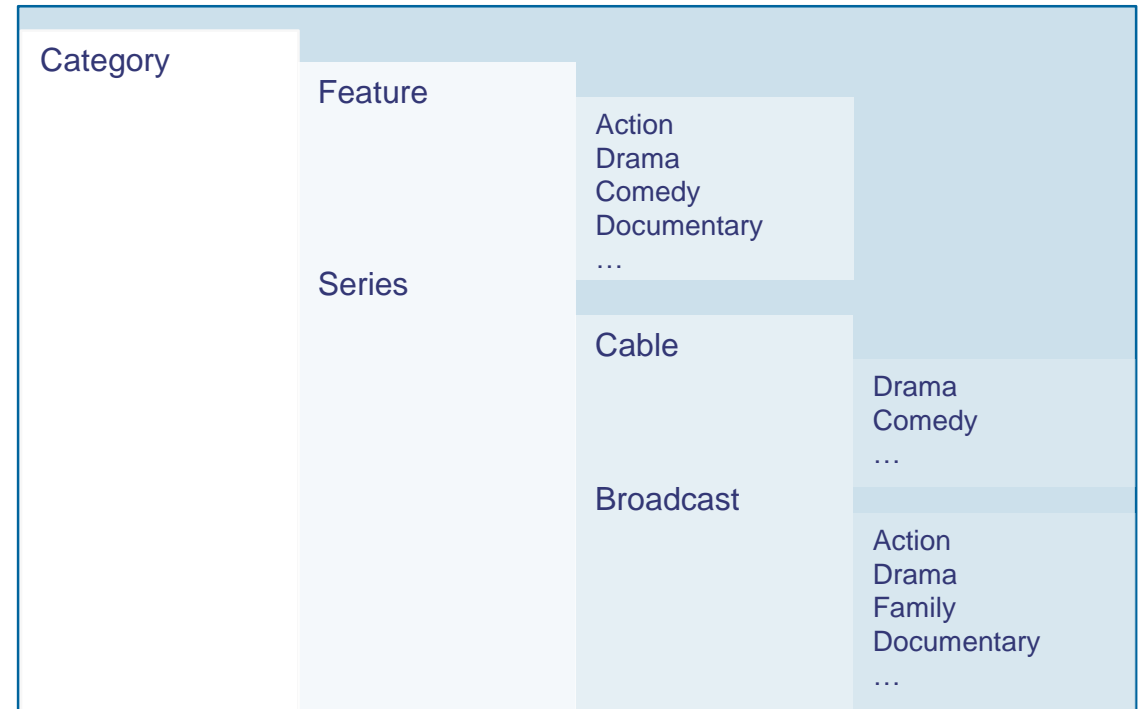 Category
Feature
Action
Drama
Comedy
Documentary
…
Series
Cable
Drama
Comedy
…
Broadcast
Action
Drama
Family
Documentary
…